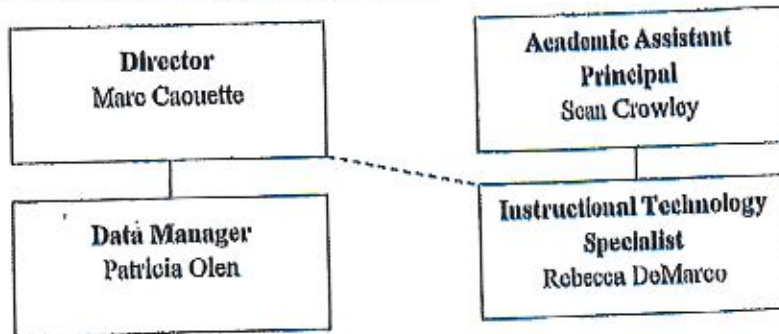 Director
Marc Caouette
Academic Assistant
Principal
Sean Crowley
Data Manager
Patricia Olen
Instructional Technology
Specialist
Rebecca DeMarco